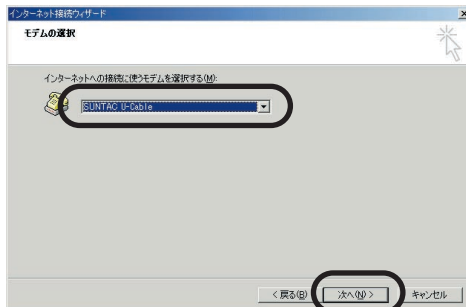 インターネット接続ウィザード
モデムの選択
インターネットへの接続に使うモデムを選択する(M):
SUNTAC U-Cable
< 戻る(B) 次へ(N) > キャンセル